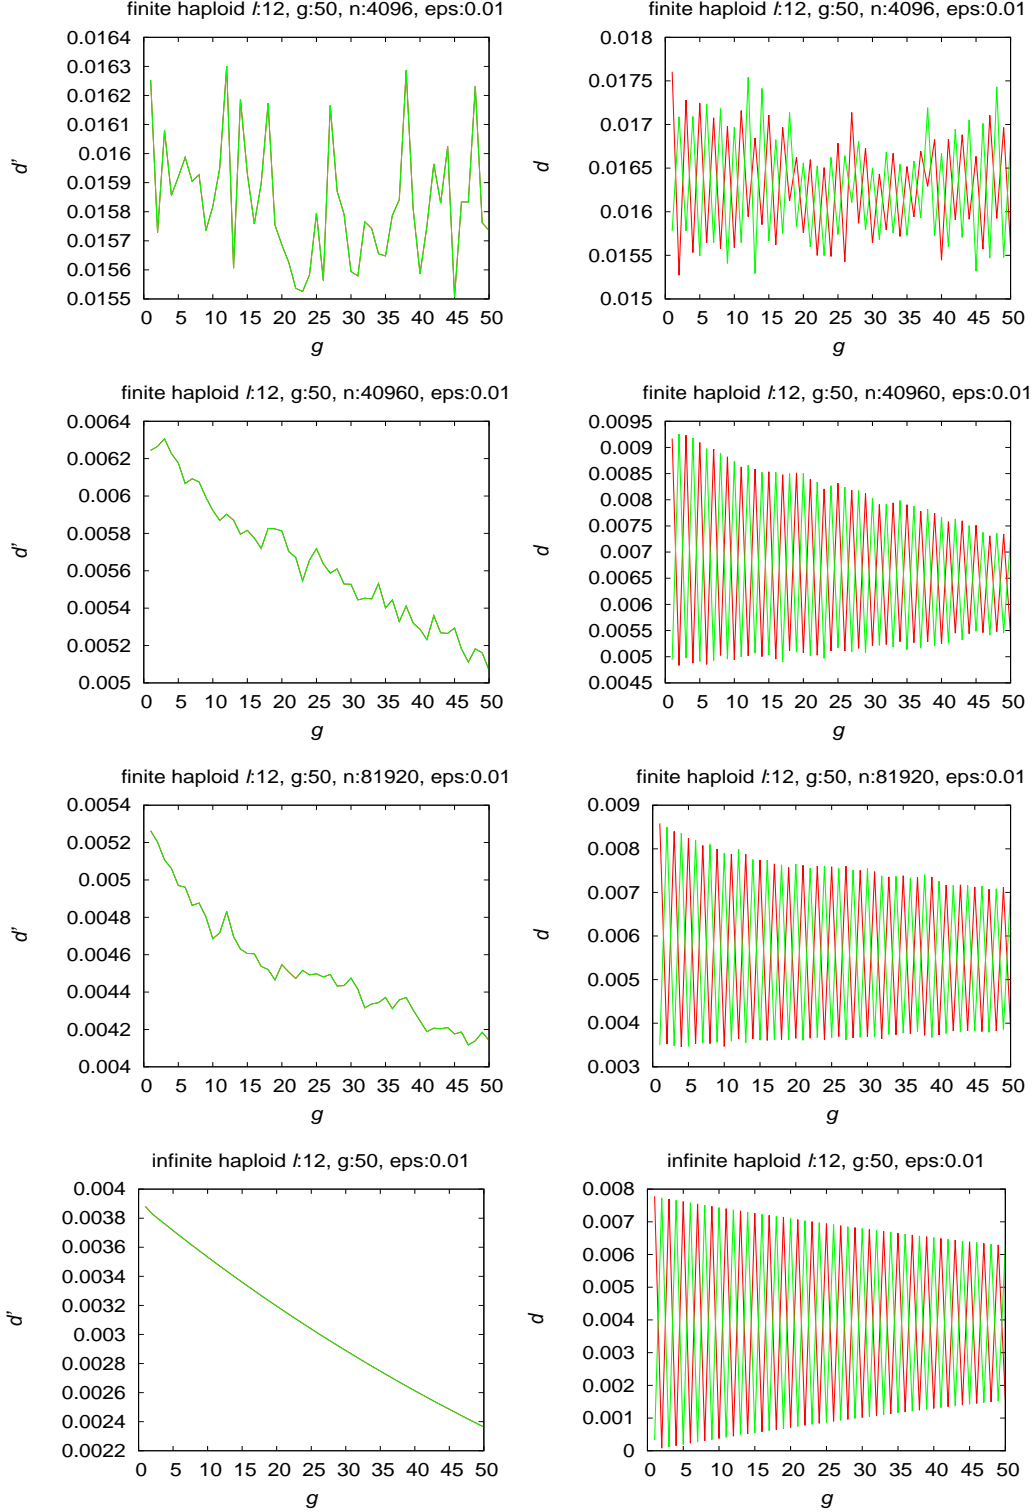 finite haploid l:12, g:50, n:4096, eps:0.01
0.0164
0.0163
0.0162
0.0161
0.016
0.0159
0.0158
0.0157
0.0156
0.0155
d'
0 5 10 15 20 25 30 35 40 45 50
g
finite haploid l:12, g:50, n:4096, eps:0.01
0.018
0.0175
0.017
0.0165
0.016
0.0155
0.015
d
0 5 10 15 20 25 30 35 40 45 50
g
finite haploid l:12, g:50, n:40960, eps:0.01
0.0064
0.0062
0.006
0.0058
0.0056
0.0054
0.0052
0.005
d'
0 5 10 15 20 25 30 35 40 45 50
g
finite haploid l:12, g:50, n:40960, eps:0.01
0.0095
0.009
0.0085
0.008
0.0075
0.007
0.0065
0.006
0.0055
0.005
0.0045
d
0 5 10 15 20 25 30 35 40 45 50
g
finite haploid l:12, g:50, n:81920, eps:0.01
0.0054
0.0052
0.005
0.0048
0.0046
0.0044
0.0042
0.004
d'
0 5 10 15 20 25 30 35 40 45 50
g
finite haploid l:12, g:50, n:81920, eps:0.01
0.009
0.008
0.007
0.006
0.005
0.004
0.003
d
0 5 10 15 20 25 30 35 40 45 50
g
infinite haploid l:12, g:50, eps:0.01
0.004
0.0038
0.0036
0.0034
0.0032
0.003
0.0028
0.0026
0.0024
0.0022
d'
0 5 10 15 20 25 30 35 40 45 50
g
infinite haploid l:12, g:50, eps:0.01
0.008
0.007
0.006
0.005
0.004
0.003
0.002
0.001
0
d
0 5 10 15 20 25 30 35 40 45 50
g